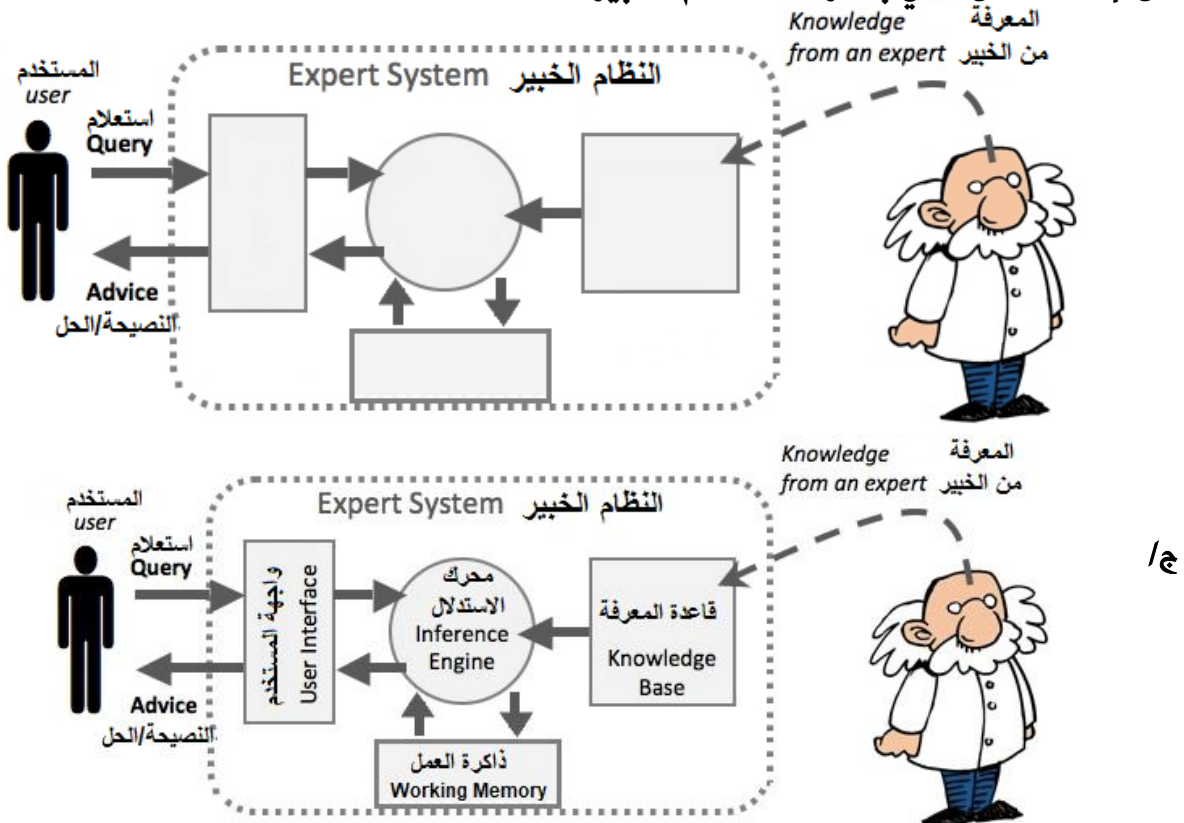 Knowledge المعرفة
from an expert من الخبير
النظام الخبير Expert System
المستخدم
user
استعلام
Query
Advice
النصيحة/الحل
Knowledge المعرفة
from an expert من الخبير
النظام الخبير Expert System
المستخدم
user
استعلام
Query
ج/
واجهة المستخدم
User Interface
محرك
الاستدلال
Inference
Engine
قاعدة المعرفة
Knowledge
Base
Advice
النصيحة/الحل
ذاكرة العمل
Working Memory